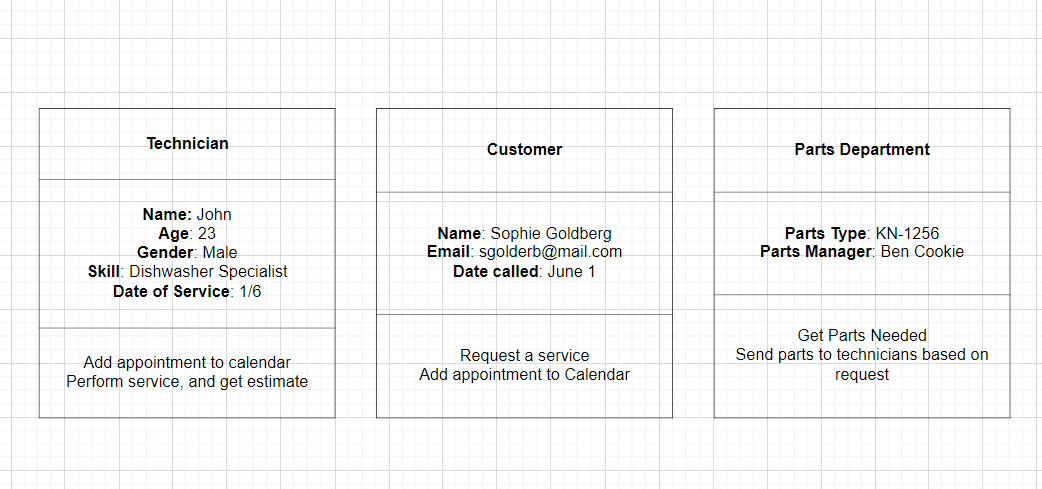 Technician
Name: John
Age: 23
Gender: Male
Skill: Dishwasher Specialist
Date of Service: 1/6
Add appointment to calendar
Perform service, and get estimate
Customer
Name: Sophie Goldberg
Email: sgolderb@mail.com
Date called: June 1
Request a service
Add appointment to Calendar
Parts Department
Parts Type: KN-1256
Parts Manager: Ben Cookie
Get Parts Needed
Send parts to technicians based on
request